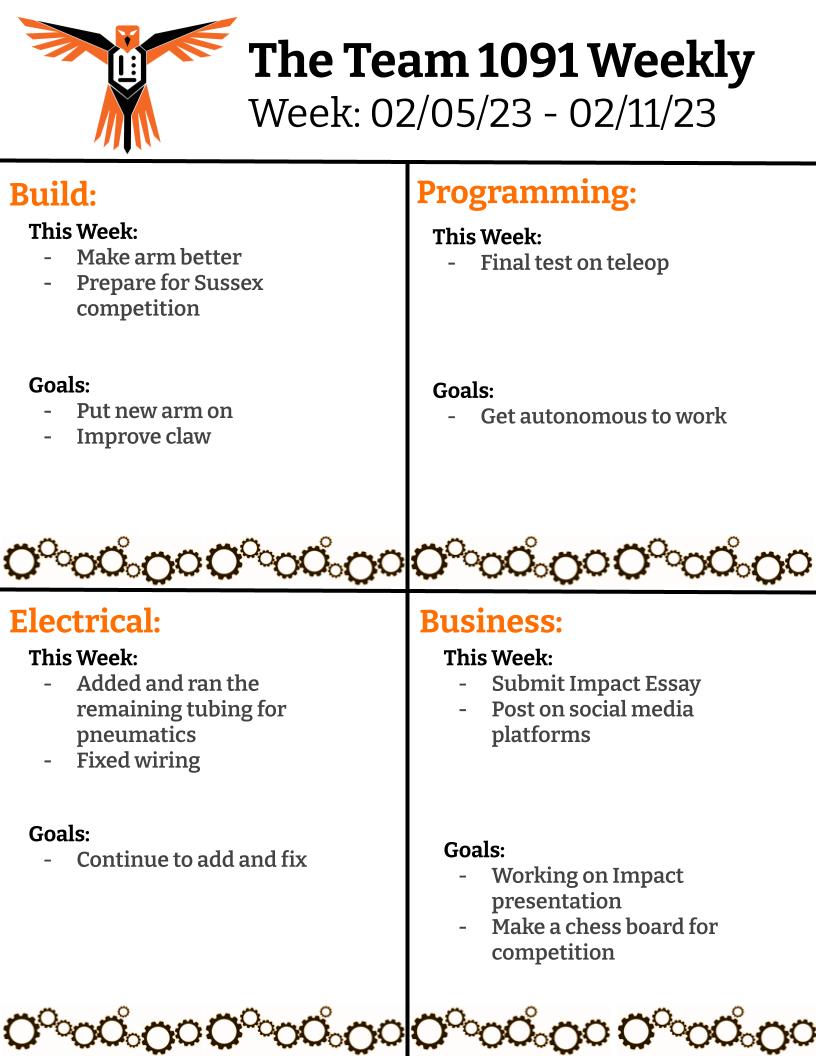 The Team 1091 Weekly
Week: 02/05/23 - 02/11/23
Build:
This Week:
- Make arm better
- Prepare for Sussex
competition
Goals:
- Put new arm on
- Improve claw
Programming:
This Week:
- Final test on teleop
Goals:
- Get autonomous to work
Electrical:
This Week:
- Added and ran the
remaining tubing for
pneumatics
- Fixed wiring
Goals:
- Continue to add and fix
Business:
This Week:
- Submit Impact Essay
- Post on social media
platforms
Goals:
- Working on Impact
presentation
- Make a chess board for
competition